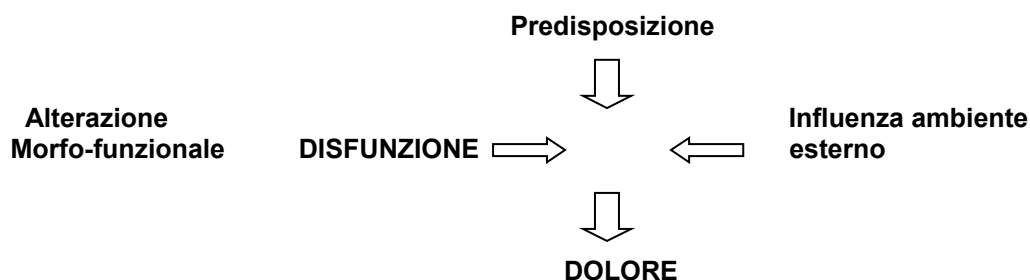 Predisposizione
Alterazione
Morfo-funzionale
DISFUNZIONE
Influenza ambiente
esterno
DOLORE